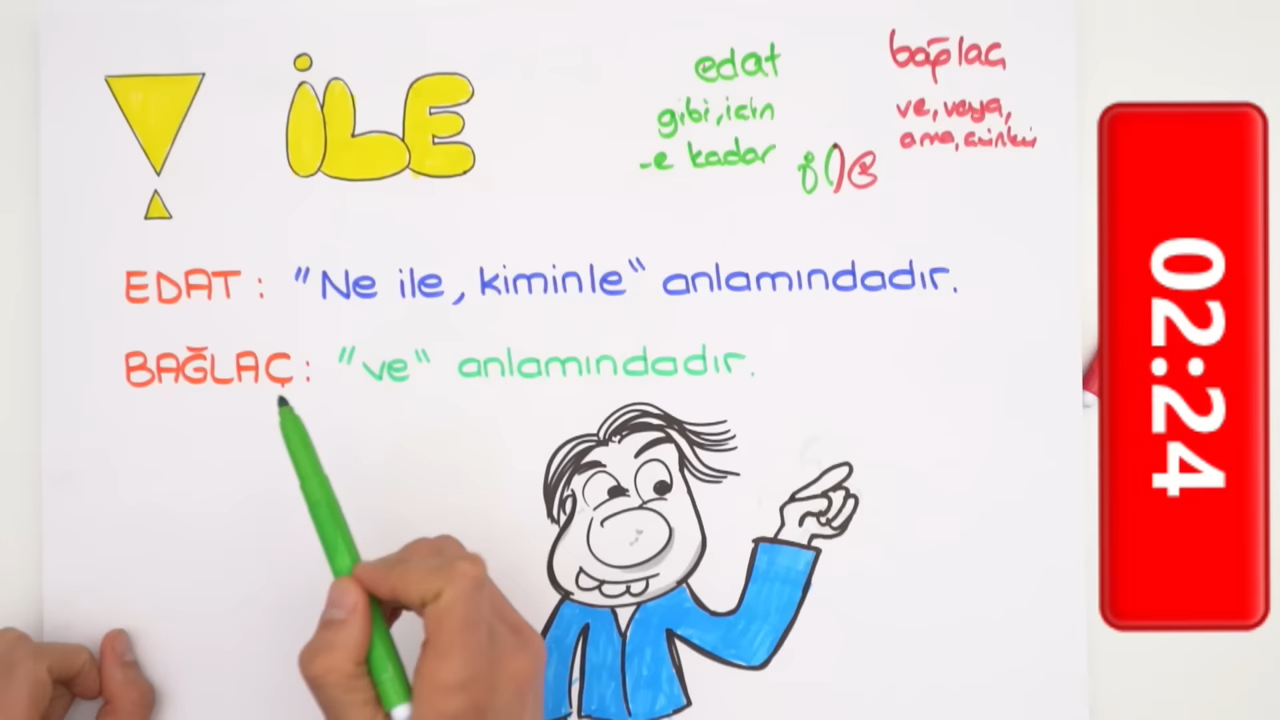 İLE
edat
gibi, için
-e kadar
bağlaç
ve, veya,
ama, çünkü
EDAT: "Ne ile, kiminle" anlamındadır.
BAĞLAÇ: "ve" anlamındadır.
02:24